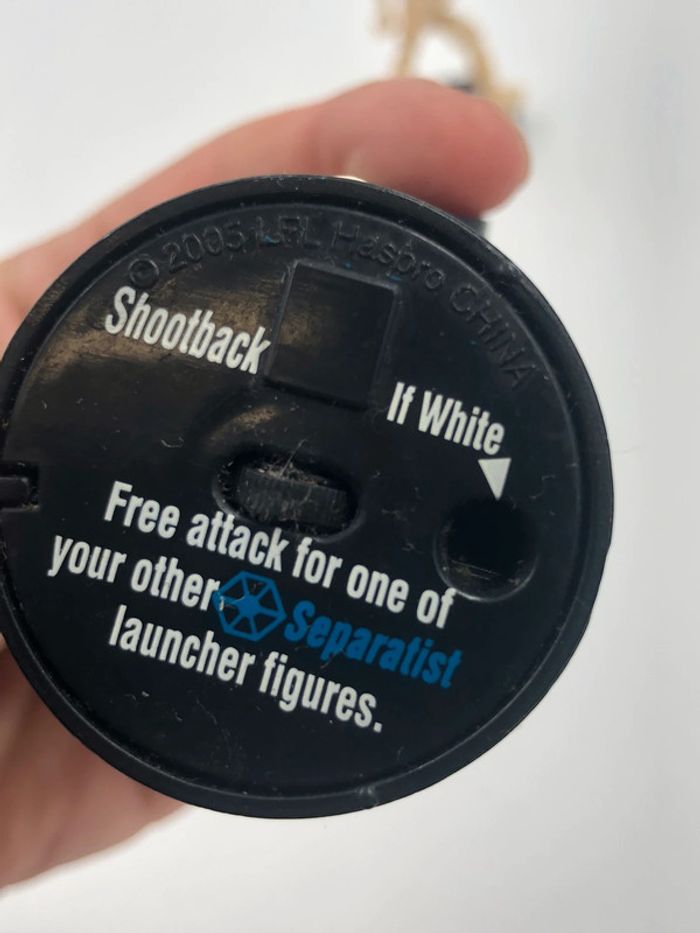 © 2005 LFL Hasbro CHINA
Shootback
If White
Free attack for one of
your other Separatist
launcher figures.